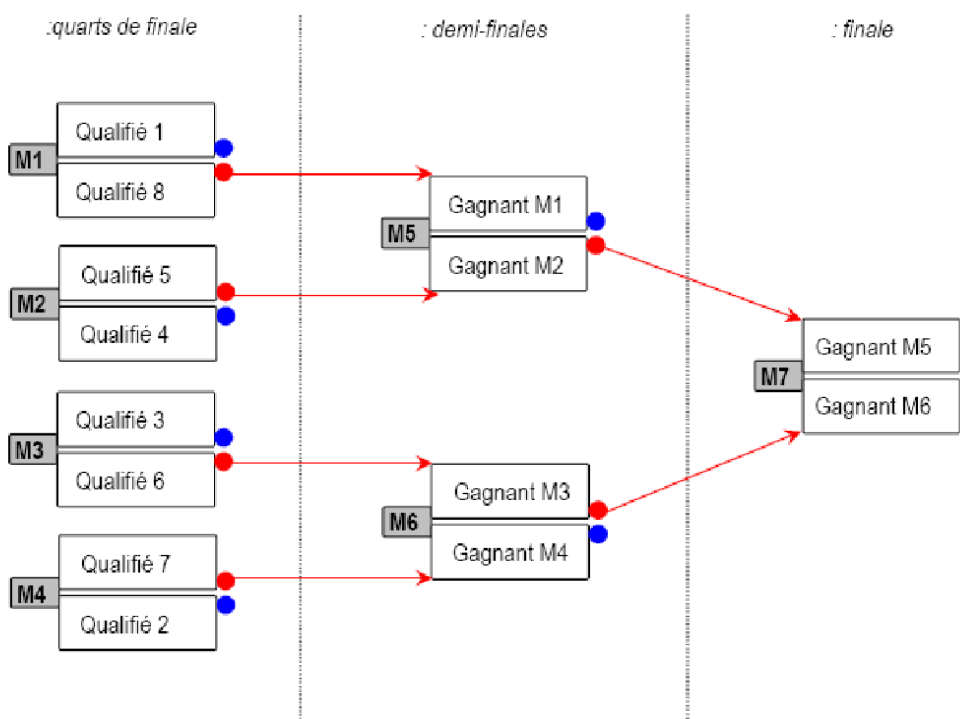 :quarts de finale
: demi-finales
: finale
M1
Qualifié 1
Qualifié 8
M2
Qualifié 5
Qualifié 4
M3
Qualifié 3
Qualifié 6
M4
Qualifié 7
Qualifié 2
M5
Gagnant M1
Gagnant M2
M6
Gagnant M3
Gagnant M4
M7
Gagnant M5
Gagnant M6